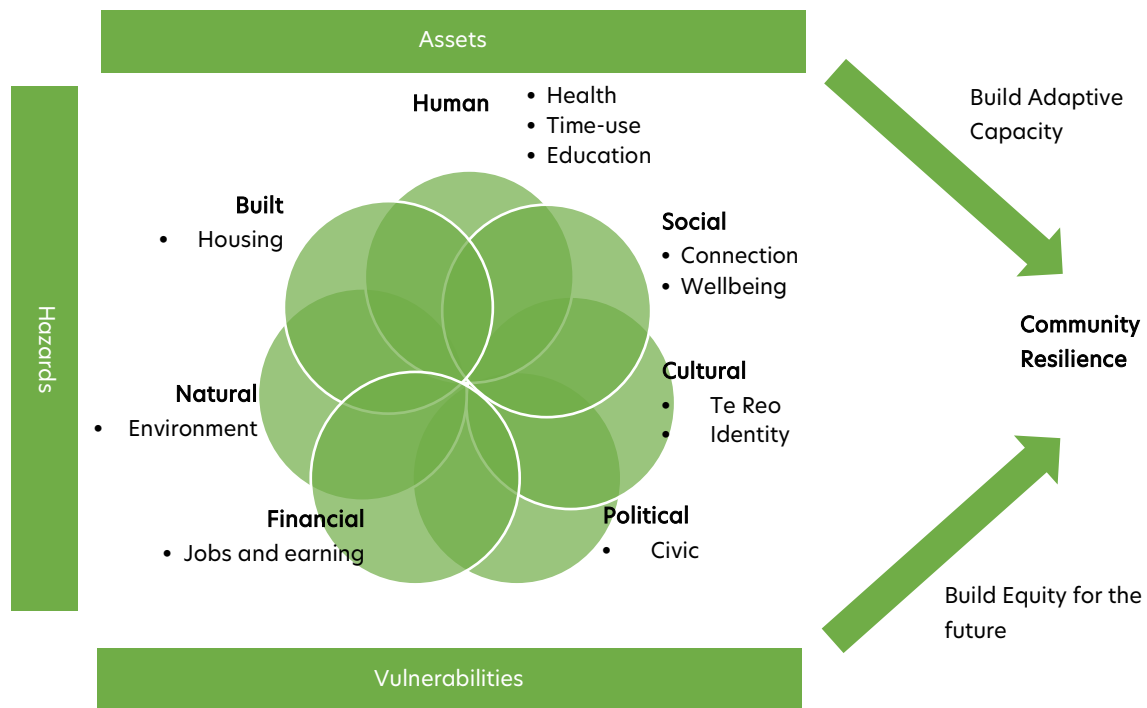 Assets
Hazards
Human
• Health
• Time-use
• Education
Build Adaptive
Capacity
Built
• Housing
Social
• Connection
• Wellbeing
Community
Resilience
Natural
• Environment
Cultural
• Te Reo
• Identity
Financial
• Jobs and earning
Political
• Civic
Build Equity for the
future
Vulnerabilities